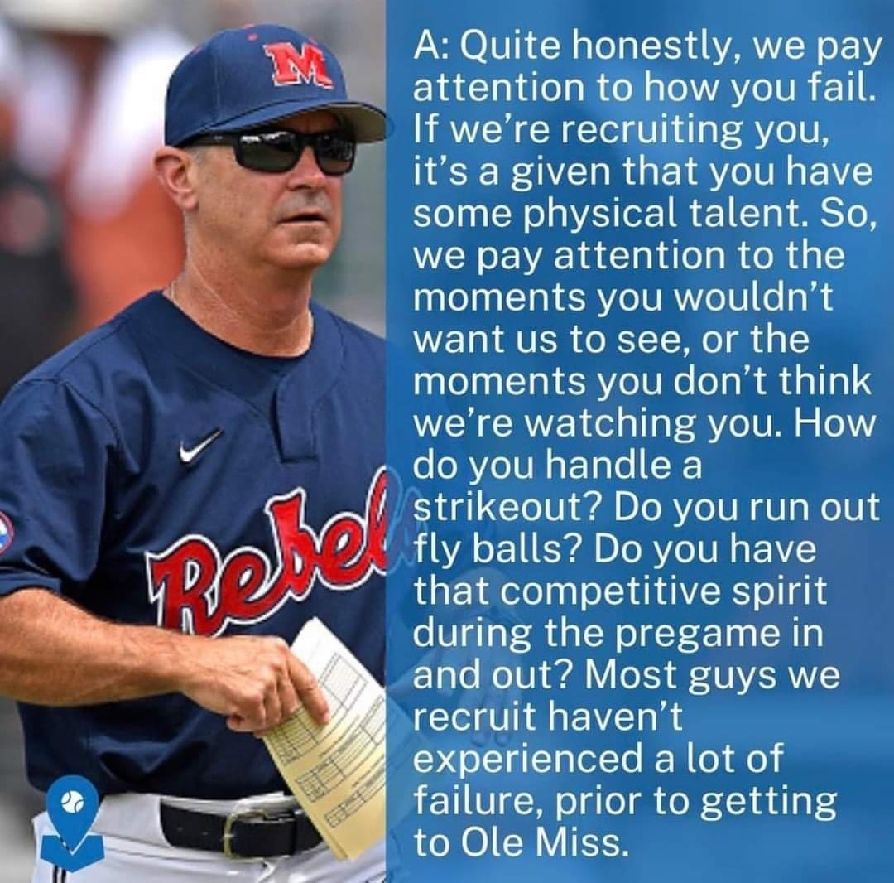 M
Rebel
A: Quite honestly, we pay
attention to how you fail.
If we're recruiting you,
it's a given that you have
some physical talent. So,
we pay attention to the
moments you wouldn't
want us to see, or the
moments you don't think
we're watching you. How
do you handle a
strikeout? Do you run out
fly balls? Do you have
that competitive spirit
during the pregame in
and out? Most guys we
recruit haven't
experienced a lot of
failure, prior to getting
to Ole Miss.